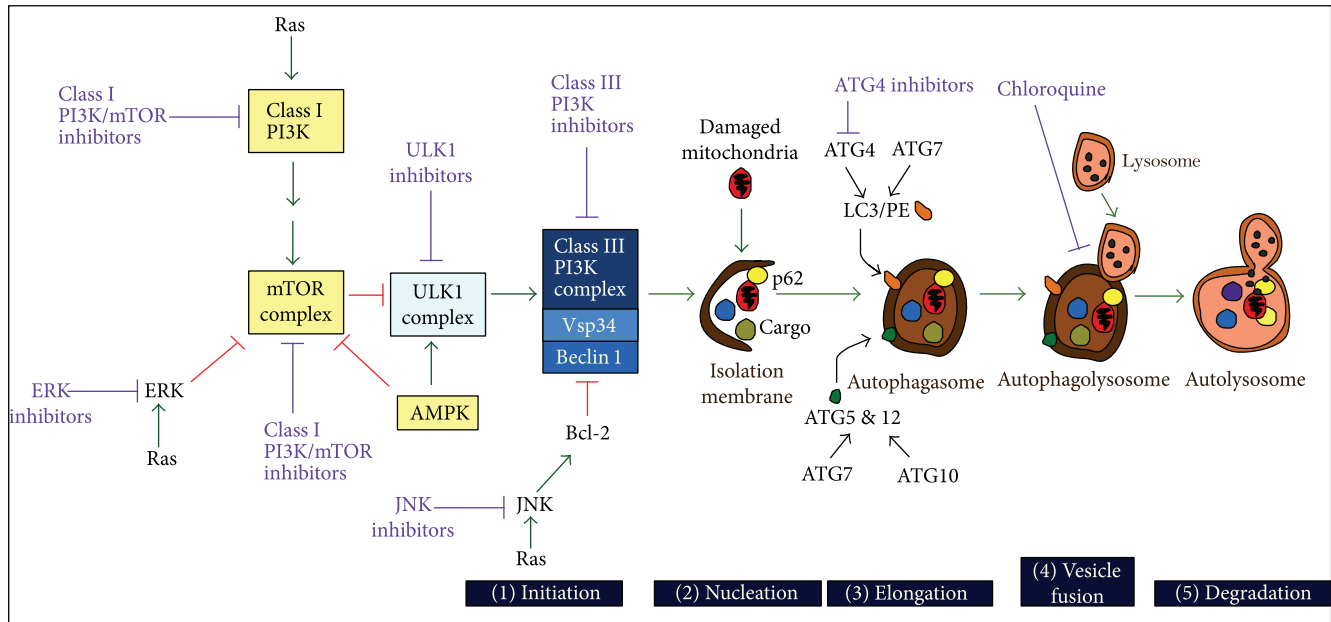 Ras
Class I
PI3K/mTOR
inhibitors
Class I
PI3K
ULK1
inhibitors
Class III
PI3K
inhibitors
mTOR
complex
ULK1
complex
Class III
PI3K
complex
Vsp34
Beclin 1
ERK
inhibitors
ERK
Ras
Class I
PI3K/mTOR
inhibitors
AMPK
Bcl-2
JNK
inhibitors
JNK
Ras
Damaged
mitochondria
p62
Cargo
Isolation
membrane
ATG4 inhibitors
ATG4
ATG7
LC3/PE
Autophagasome
ATG5 & 12
ATG7
ATG10
Chloroquine
Lysosome
Autophagolysosome
Autolysosome
(1) Initiation
(2) Nucleation
(3) Elongation
(4) Vesicle
fusion
(5) Degradation